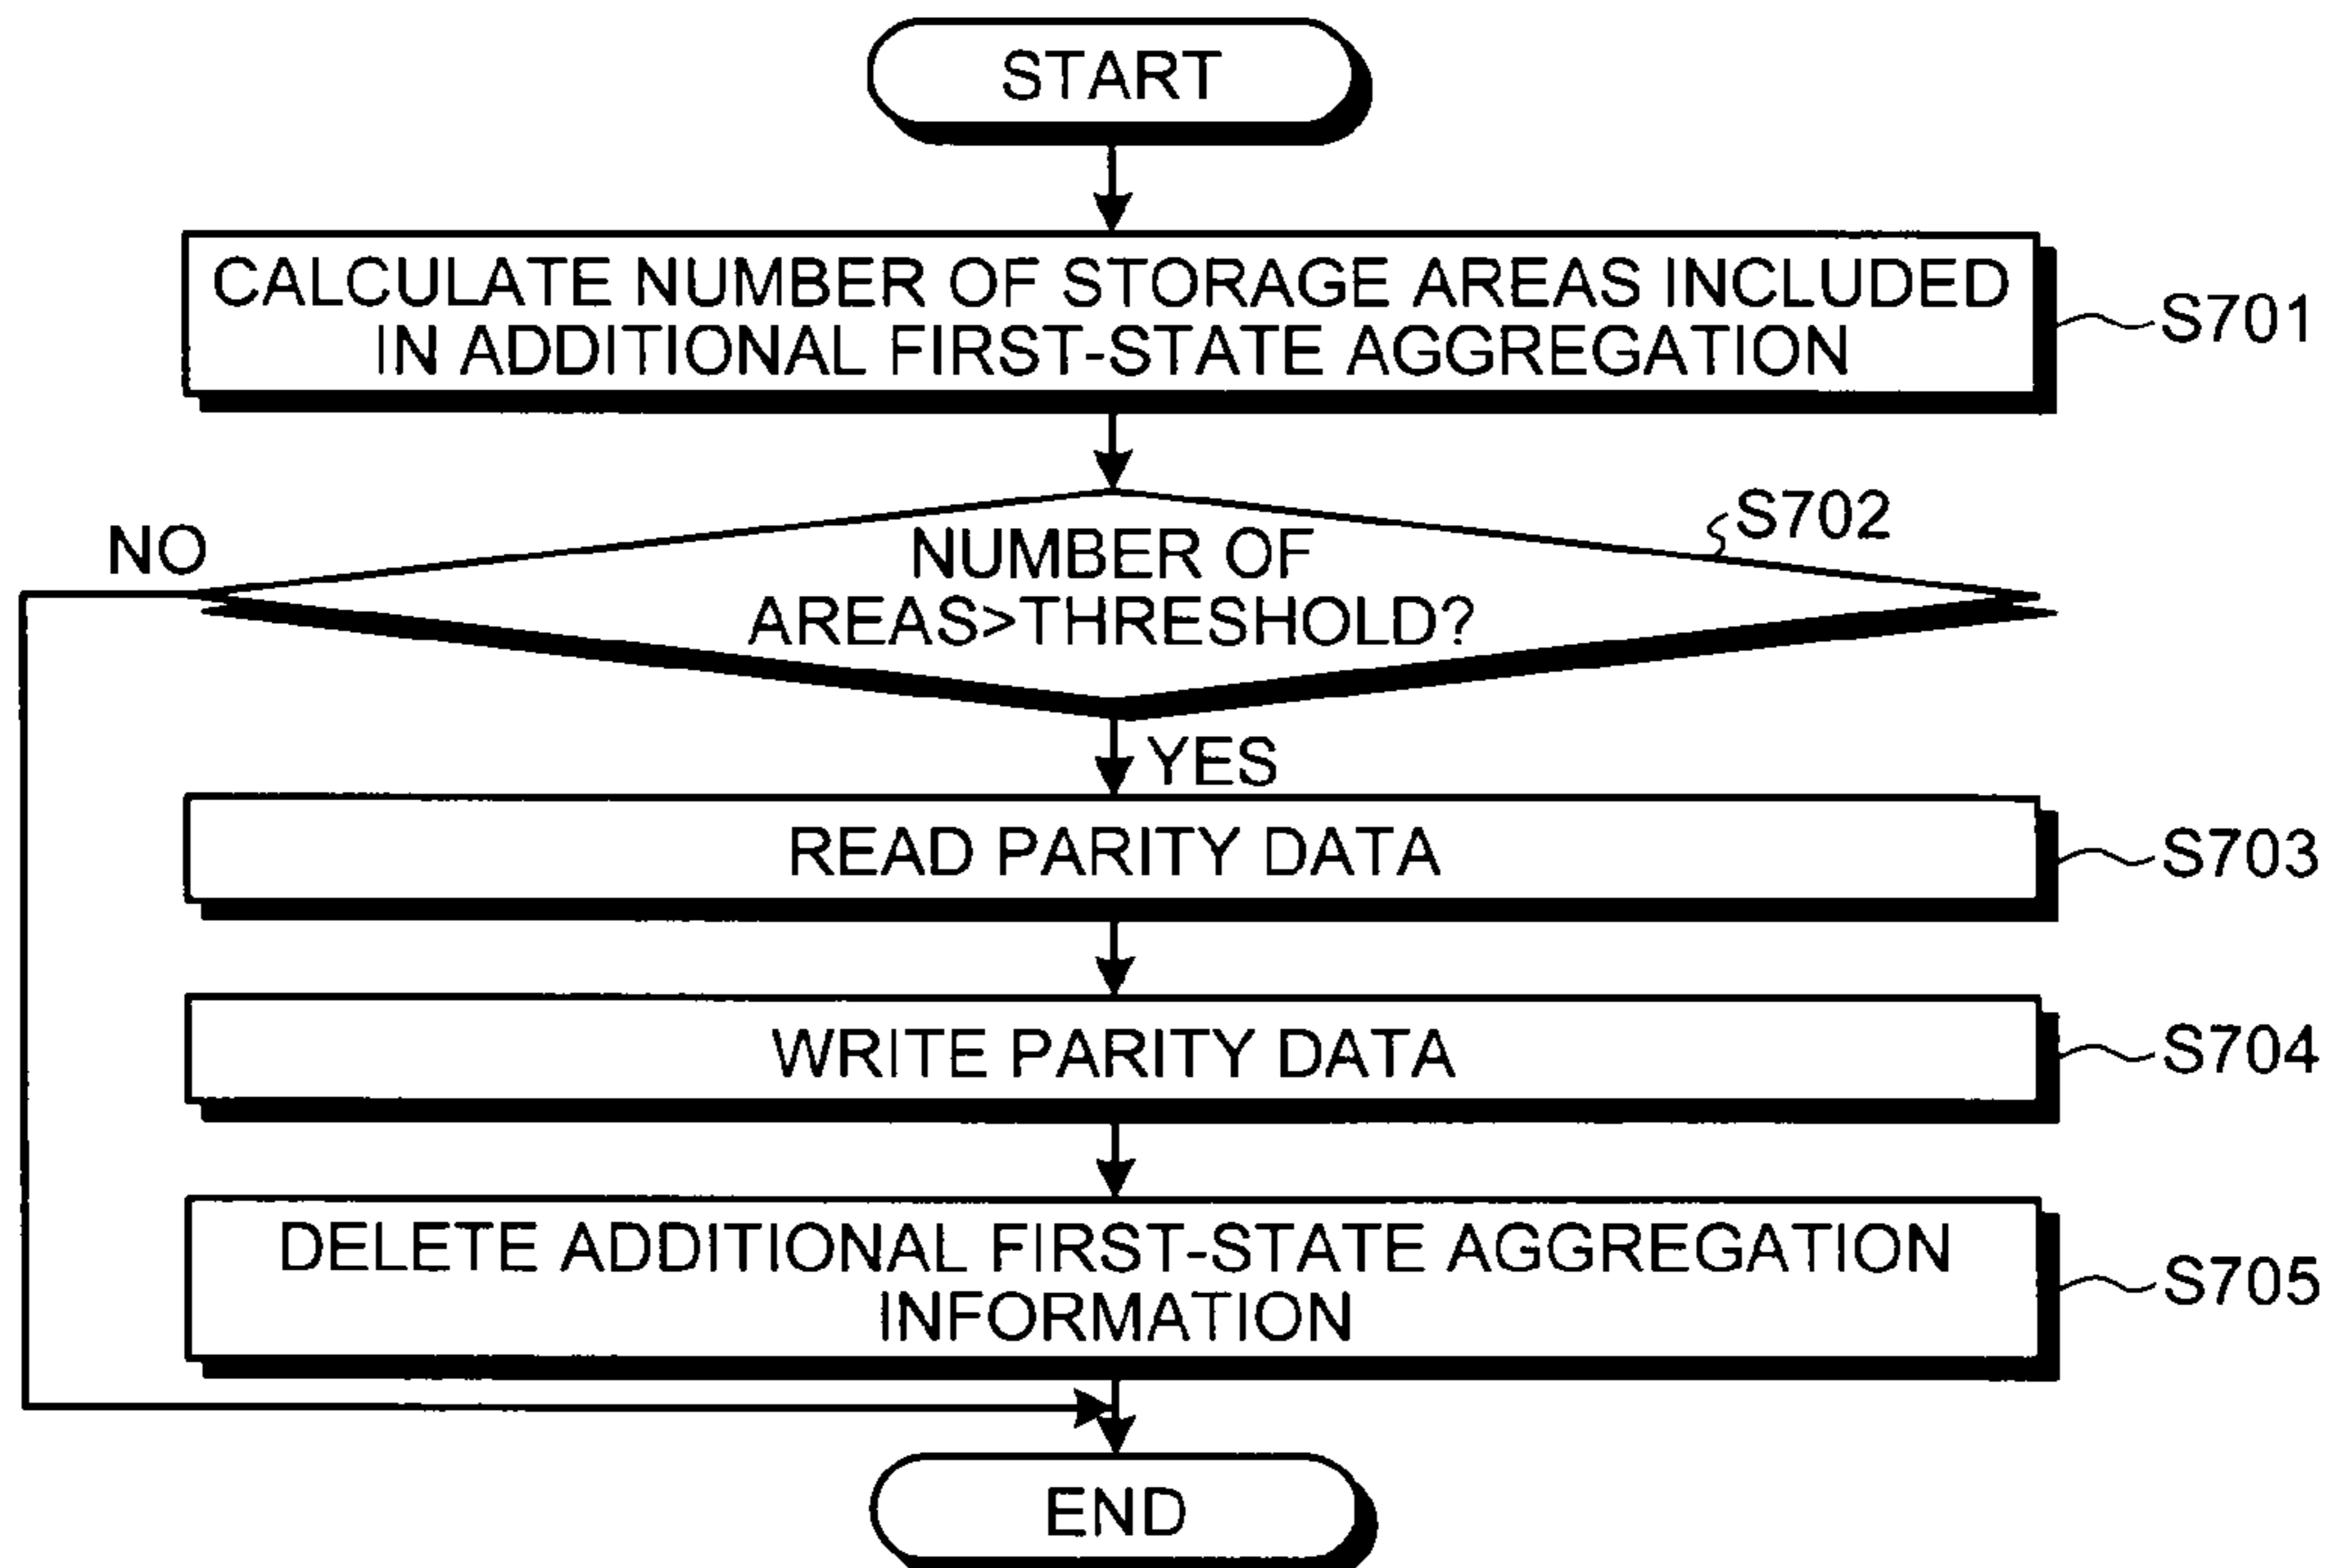 START
CALCULATE NUMBER OF STORAGE AREAS INCLUDED
IN ADDITIONAL FIRST-STATE AGGREGATION
S701
S702
NO
NUMBER OF
AREAS>THRESHOLD?
YES
READ PARITY DATA
S703
WRITE PARITY DATA
S704
DELETE ADDITIONAL FIRST-STATE AGGREGATION
INFORMATION
S705
END